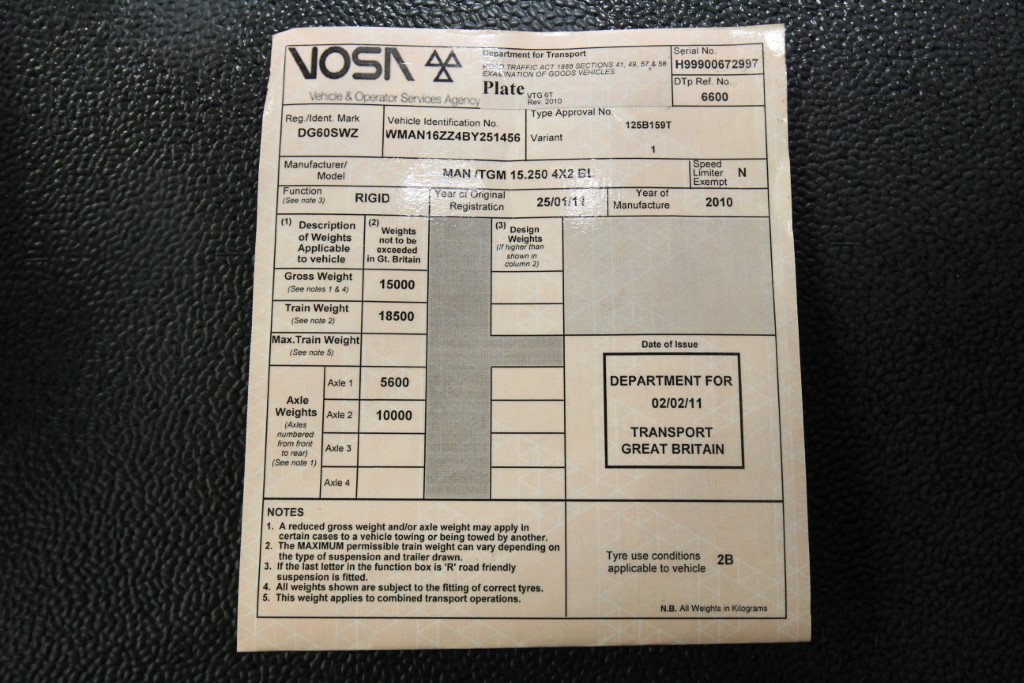 VOSA
Vehicle & Operator Services Agency
Department for Transport
ROAD TRAFFIC ACT 1988 SECTIONS 41, 49, 57 & 58
EXAMINATION OF GOODS VEHICLES
Plate VTG 6T
Rev. 2010
Serial No.
H99900672997
DTp Ref. No.
6600
Reg./Ident. Mark
DG60SWZ
Vehicle Identification No.
WMAN16ZZ4BY251456
Type Approval No.
125B159T
Variant
1
Manufacturer/
Model
MAN /TGM 15.250 4X2 BL
Speed
Limiter
Exempt
N
Function
(See note 3)
RIGID
Year of Original
Registration
25/01/11
Year of
Manufacture
2010
(1) Description
of Weights
Applicable
to vehicle
(2) Weights
not to be
exceeded
in Gt. Britain
(3) Design
Weights
(If higher than
shown in
column 2)
Gross Weight
(See notes 1 & 4)
15000
Train Weight
(See note 2)
18500
Max.Train Weight
(See note 5)
Axle
Weights
(Axles
numbered
from front
to rear)
(See note 1)
Axle 1
5600
Axle 2
10000
Axle 3
Axle 4
Date of Issue
DEPARTMENT FOR
02/02/11
TRANSPORT
GREAT BRITAIN
NOTES
1. A reduced gross weight and/or axle weight may apply in
certain cases to a vehicle towing or being towed by another.
2. The MAXIMUM permissible train weight can vary depending on
the type of suspension and trailer drawn.
3. If the last letter in the function box is 'R' road friendly
suspension is fitted.
4. All weights shown are subject to the fitting of correct tyres.
5. This weight applies to combined transport operations.
Tyre use conditions
applicable to vehicle
2B
N.B. All Weights in Kilograms